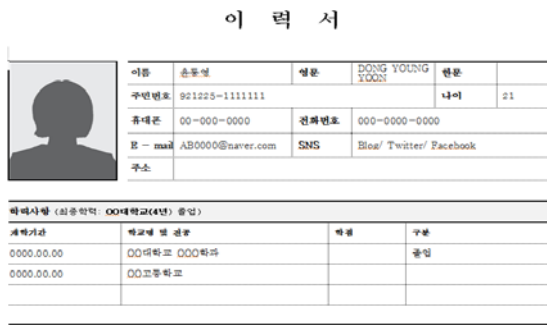 이 력 서
이름 윤동영 영문 DONG YOUNG YOON 한문
주민번호 921225-1111111 나이 21
휴대폰 00-000-0000 전화번호 000-0000-0000
E - mail AB0000@naver.com SNS Blog/ Twitter/ Facebook
주소
학력사항 (최종학력: OO대학교(4년) 졸업)
재학기간 학교명 및 전공 학점 구분
0000.00.00 OO대학교 OOO학과 졸업
0000.00.00 OO고등학교